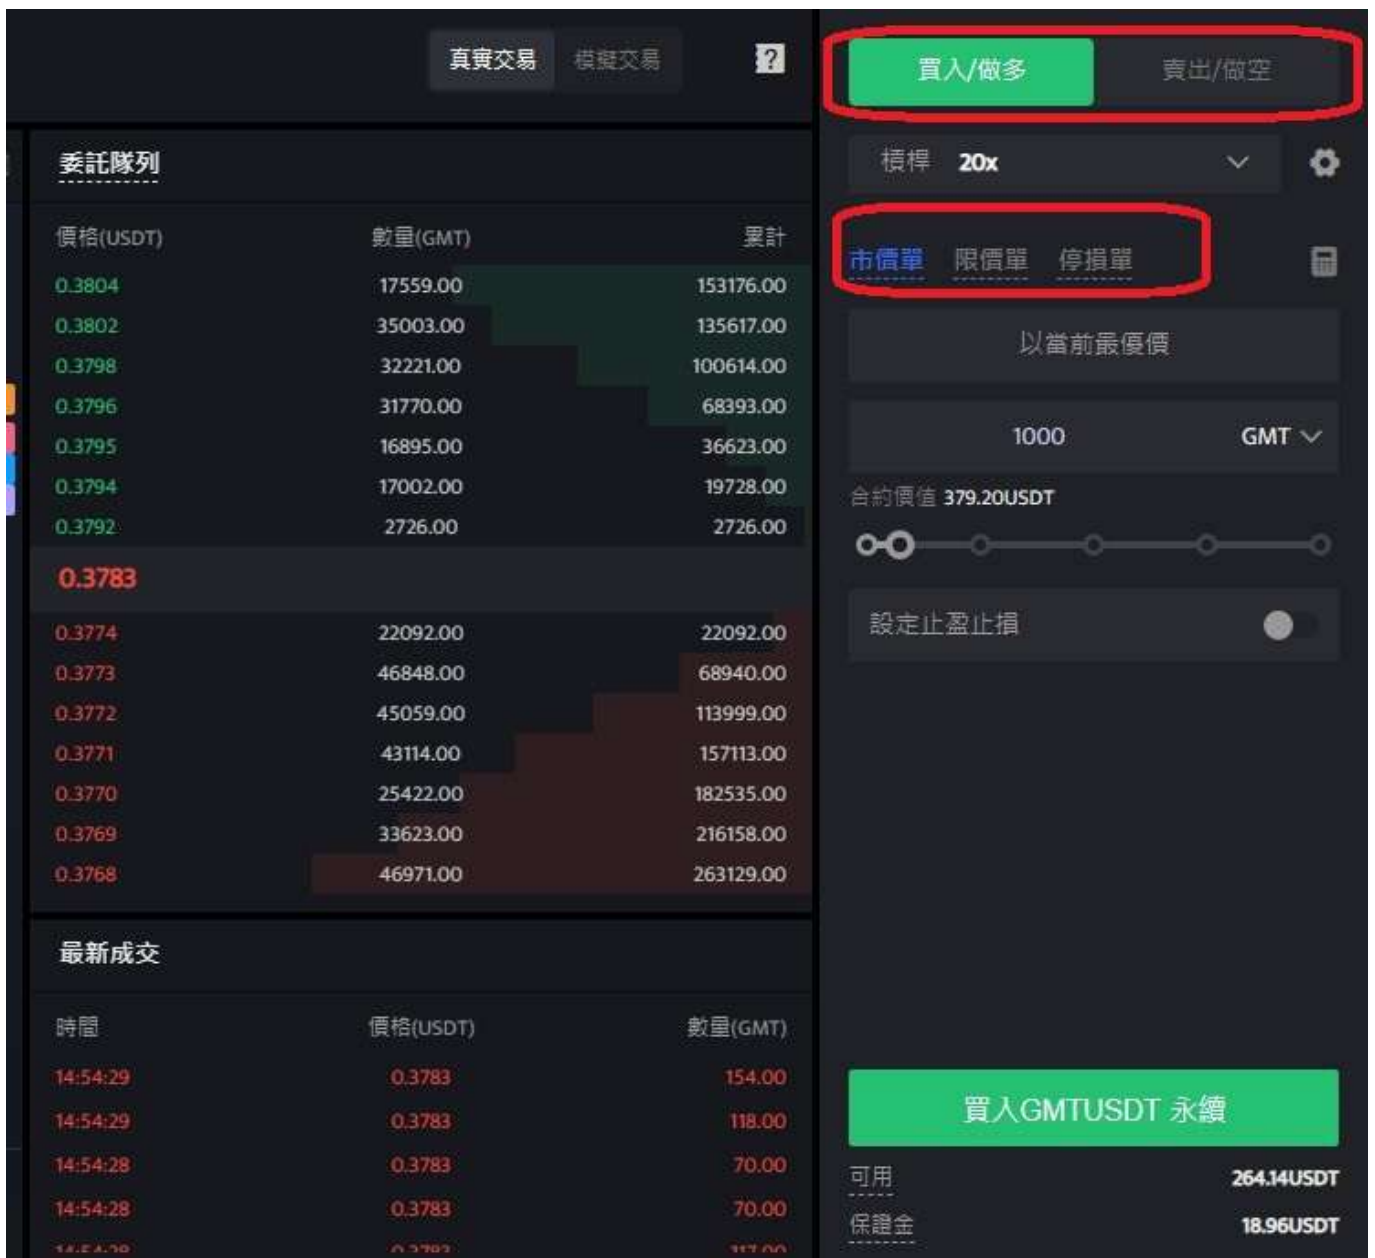 真實交易 模擬交易 ?
委託隊列
價格(USDT) 數量(GMT) 累計
0.3804 17559.00 153176.00
0.3802 35003.00 135617.00
0.3798 32221.00 100614.00
0.3796 31770.00 68393.00
0.3795 16895.00 36623.00
0.3794 17002.00 19728.00
0.3792 2726.00 2726.00
0.3783
0.3774 22092.00 22092.00
0.3773 46848.00 68940.00
0.3772 45059.00 113999.00
0.3771 43114.00 157113.00
0.3770 25422.00 182535.00
0.3769 33623.00 216158.00
0.3768 46971.00 263129.00
最新成交
時間 價格(USDT) 數量(GMT)
14:54:29 0.3783 154.00
14:54:29 0.3783 118.00
14:54:28 0.3783 70.00
14:54:28 0.3783 70.00
買入/做多 賣出/做空
槓桿 20x
市價單 限價單 停損單
以當前最優價
1000 GMT
合約價值 379.20USDT
設定止盈止損
買入GMTUSDT 永續
可用 264.14USDT
保證金 18.96USDT